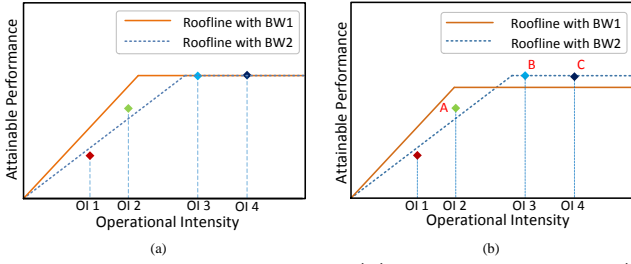 Attainable Performance
Roofline with BW1
Roofline with BW2
OI 1
OI 2
OI 3
OI 4
Operational Intensity
(a)
Attainable Performance
Roofline with BW1
Roofline with BW2
A
B
C
OI 1
OI 2
OI 3
OI 4
Operational Intensity
(b)